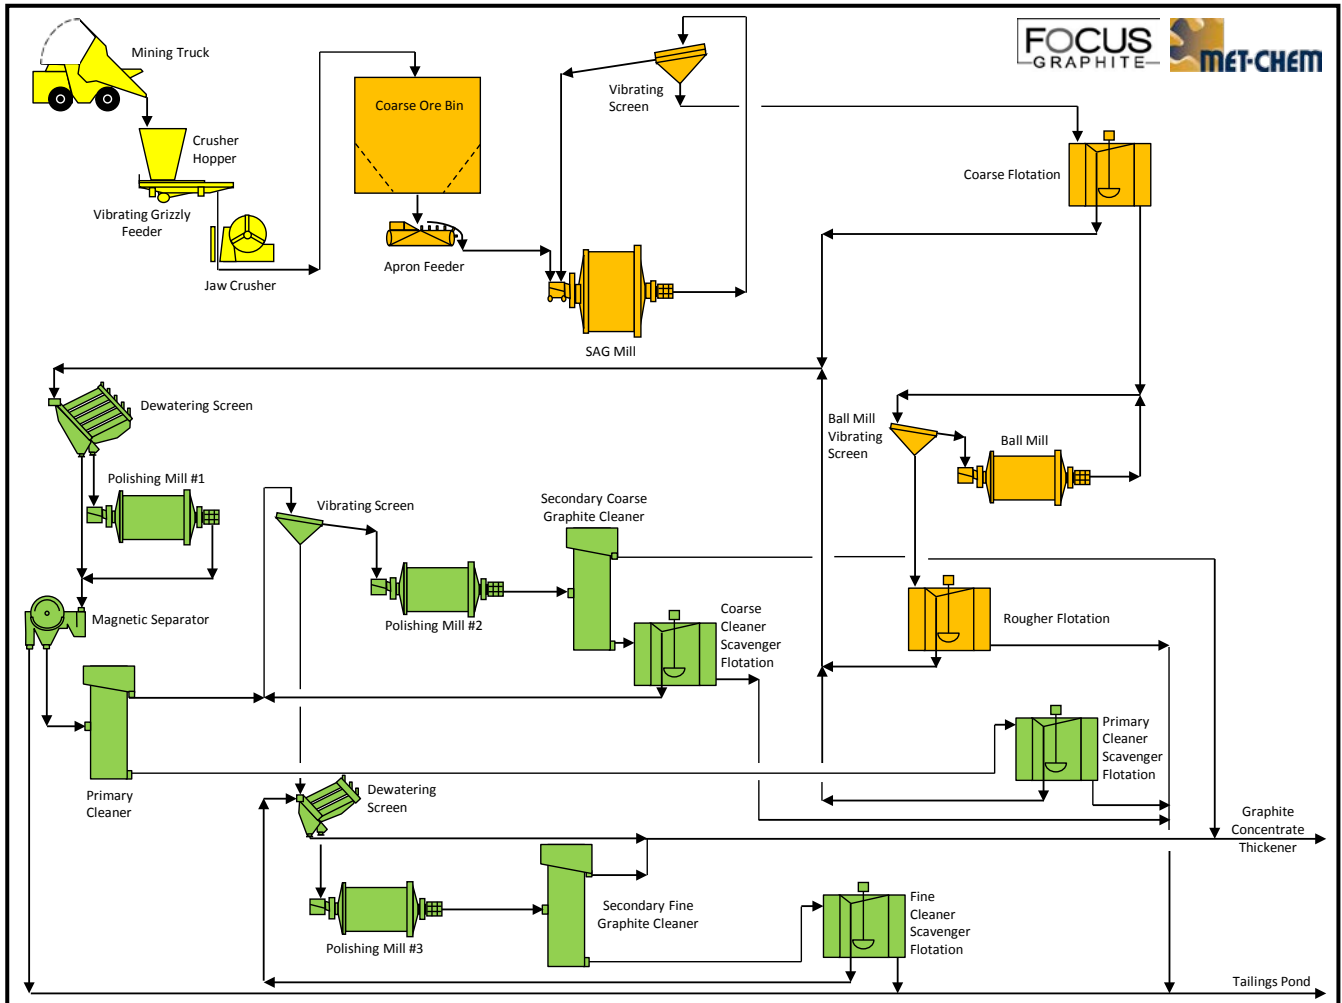 FOCUS
GRAPHITE
MET-CHEM
Mining Truck
Crusher
Hopper
Vibrating Grizzly
Feeder
Jaw Crusher
Coarse Ore Bin
Apron Feeder
Vibrating
Screen
SAG Mill
Coarse Flotation
Dewatering Screen
Polishing Mill #1
Magnetic Separator
Primary
Cleaner
Vibrating Screen
Polishing Mill #2
Secondary Coarse
Graphite Cleaner
Coarse
Cleaner
Scavenger
Flotation
Ball Mill
Vibrating
Screen
Ball Mill
Rougher Flotation
Primary
Cleaner
Scavenger
Flotation
Dewatering
Screen
Polishing Mill #3
Secondary Fine
Graphite Cleaner
Fine
Cleaner
Scavenger
Flotation
Graphite
Concentrate
Thickener
Tailings Pond